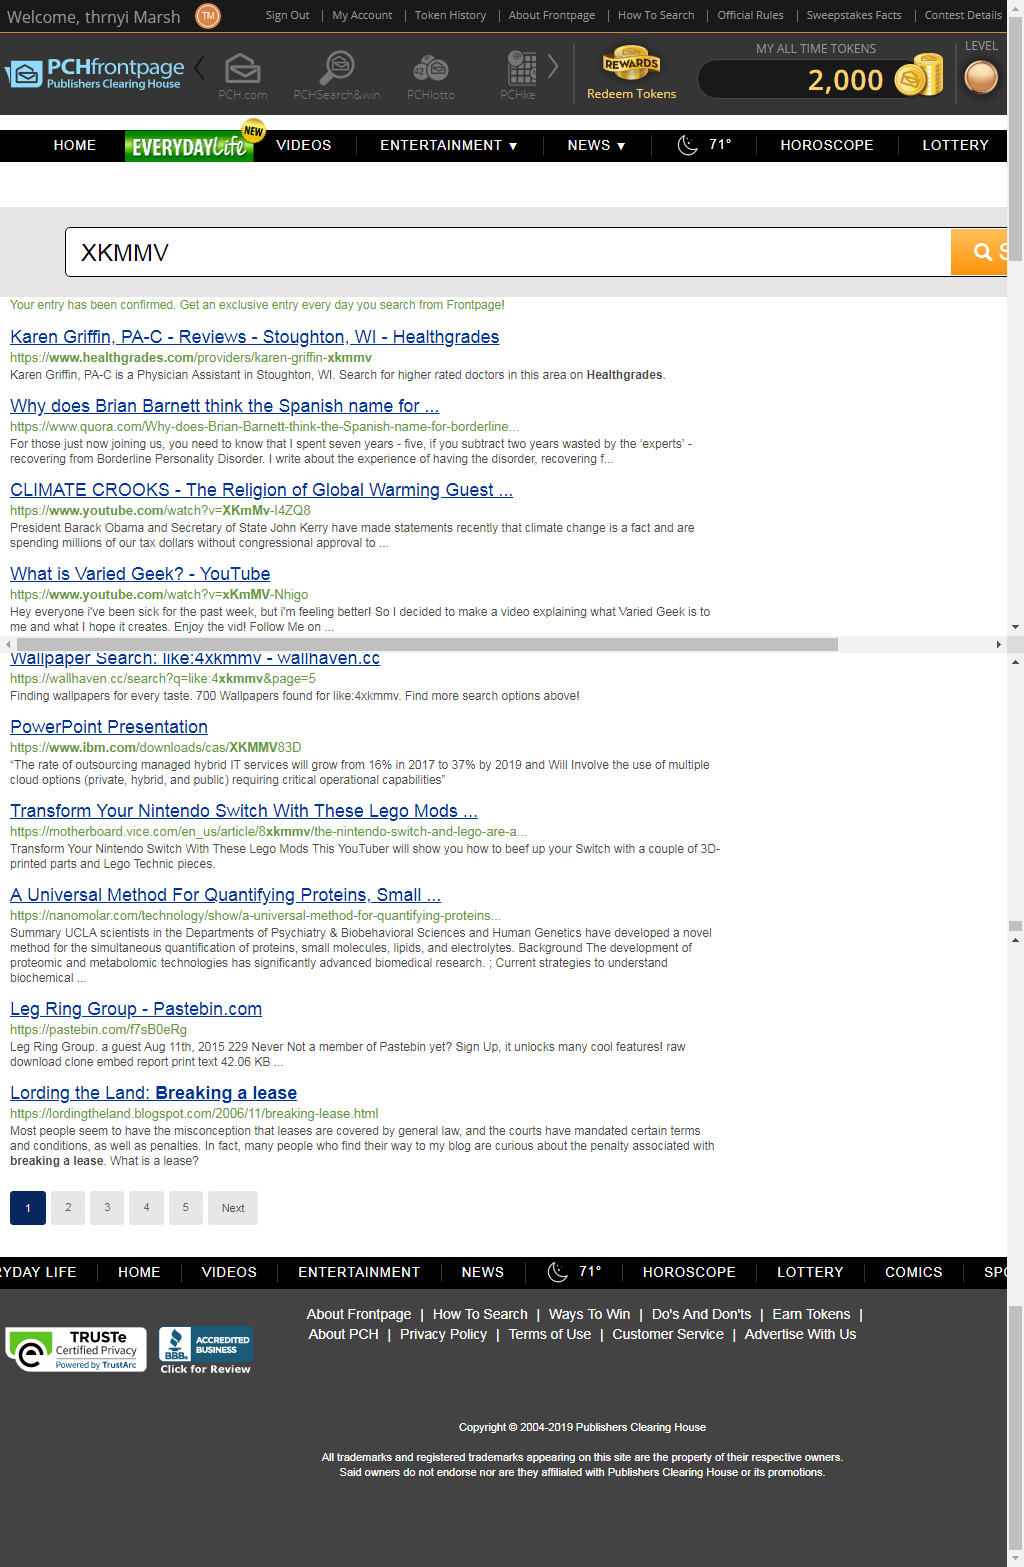 Welcome, thrnyi Marsh TM Sign Out | My Account | Token History | About Frontpage | How To Search | Official Rules | Sweepstakes Facts | Contest Details
PCHfrontpage
Publishers Clearing House
PCH.com PCHSearch&win PCHlotto PCHke
REWARDS
Redeem Tokens
MY ALL TIME TOKENS
2,000
LEVEL
HOME EVERYDAY Life NEW VIDEOS ENTERTAINMENT ▼ NEWS ▼ 71° HOROSCOPE LOTTERY
XKMMV S
Your entry has been confirmed. Get an exclusive entry every day you search from Frontpage!
Karen Griffin, PA-C - Reviews - Stoughton, WI - Healthgrades
https://www.healthgrades.com/providers/karen-griffin-xkmmv
Karen Griffin, PA-C is a Physician Assistant in Stoughton, WI. Search for higher rated doctors in this area on Healthgrades.
Why does Brian Barnett think the Spanish name for ...
https://www.quora.com/Why-does-Brian-Barnett-think-the-Spanish-name-for-borderline...
For those just now joining us, you need to know that I spent seven years - five, if you subtract two years wasted by the ‘experts’ -
recovering from Borderline Personality Disorder. I write about the experience of having the disorder, recovering f...
CLIMATE CROOKS - The Religion of Global Warming Guest ...
https://www.youtube.com/watch?v=XKmMv-I4ZQ8
President Barack Obama and Secretary of State John Kerry have made statements recently that climate change is a fact and are
spending millions of our tax dollars without congressional approval to ...
What is Varied Geek? - YouTube
https://www.youtube.com/watch?v=xKmMV-Nhigo
Hey everyone i've been sick for the past week, but i'm feeling better! So I decided to make a video explaining what Varied Geek is to
me and what I hope it creates. Enjoy the vid! Follow Me on ...
Wallpaper Search: like:4xkmmv - wallhaven.cc
https://wallhaven.cc/search?q=like:4xkmmv&page=5
Finding wallpapers for every taste. 700 Wallpapers found for like:4xkmmv. Find more search options above!
PowerPoint Presentation
https://www.ibm.com/downloads/cas/XKMMV83D
“The rate of outsourcing managed hybrid IT services will grow from 16% in 2017 to 37% by 2019 and Will Involve the use of multiple
cloud options (private, hybrid, and public) requiring critical operational capabilities”
Transform Your Nintendo Switch With These Lego Mods ...
https://motherboard.vice.com/en_us/article/8xkmmv/the-nintendo-switch-and-lego-are-a...
Transform Your Nintendo Switch With These Lego Mods This YouTuber will show you how to beef up your Switch with a couple of 3D-
printed parts and Lego Technic pieces.
A Universal Method For Quantifying Proteins, Small ...
https://nanomolar.com/technology/show/a-universal-method-for-quantifying-proteins...
Summary UCLA scientists in the Departments of Psychiatry & Biobehavioral Sciences and Human Genetics have developed a novel
method for the simultaneous quantification of proteins, small molecules, lipids, and electrolytes. Background The development of
proteomic and metabolomic technologies has significantly advanced biomedical research. ; Current strategies to understand
biochemical ...
Leg Ring Group - Pastebin.com
https://pastebin.com/f7sB0eRg
Leg Ring Group. a guest Aug 11th, 2015 229 Never Not a member of Pastebin yet? Sign Up, it unlocks many cool features! raw
download clone embed report print text 42.06 KB ...
Lording the Land: Breaking a lease
https://lordingtheland.blogspot.com/2006/11/breaking-lease.html
Most people seem to have the misconception that leases are covered by general law, and the courts have mandated certain terms
and conditions, as well as penalties. In fact, many people who find their way to my blog are curious about the penalty associated with
breaking a lease. What is a lease?
1 2 3 4 5 Next
RYDAY LIFE HOME VIDEOS ENTERTAINMENT NEWS 71° HOROSCOPE LOTTERY COMICS SPO
About Frontpage | How To Search | Ways To Win | Do's And Don'ts | Earn Tokens |
About PCH | Privacy Policy | Terms of Use | Customer Service | Advertise With Us
TRUSTe
Certified Privacy
Powered by TrustArc
BBB.
ACCREDITED
BUSINESS
Click for Review
Copyright © 2004-2019 Publishers Clearing House
All trademarks and registered trademarks appearing on this site are the property of their respective owners.
Said owners do not endorse nor are they affiliated with Publishers Clearing House or its promotions.